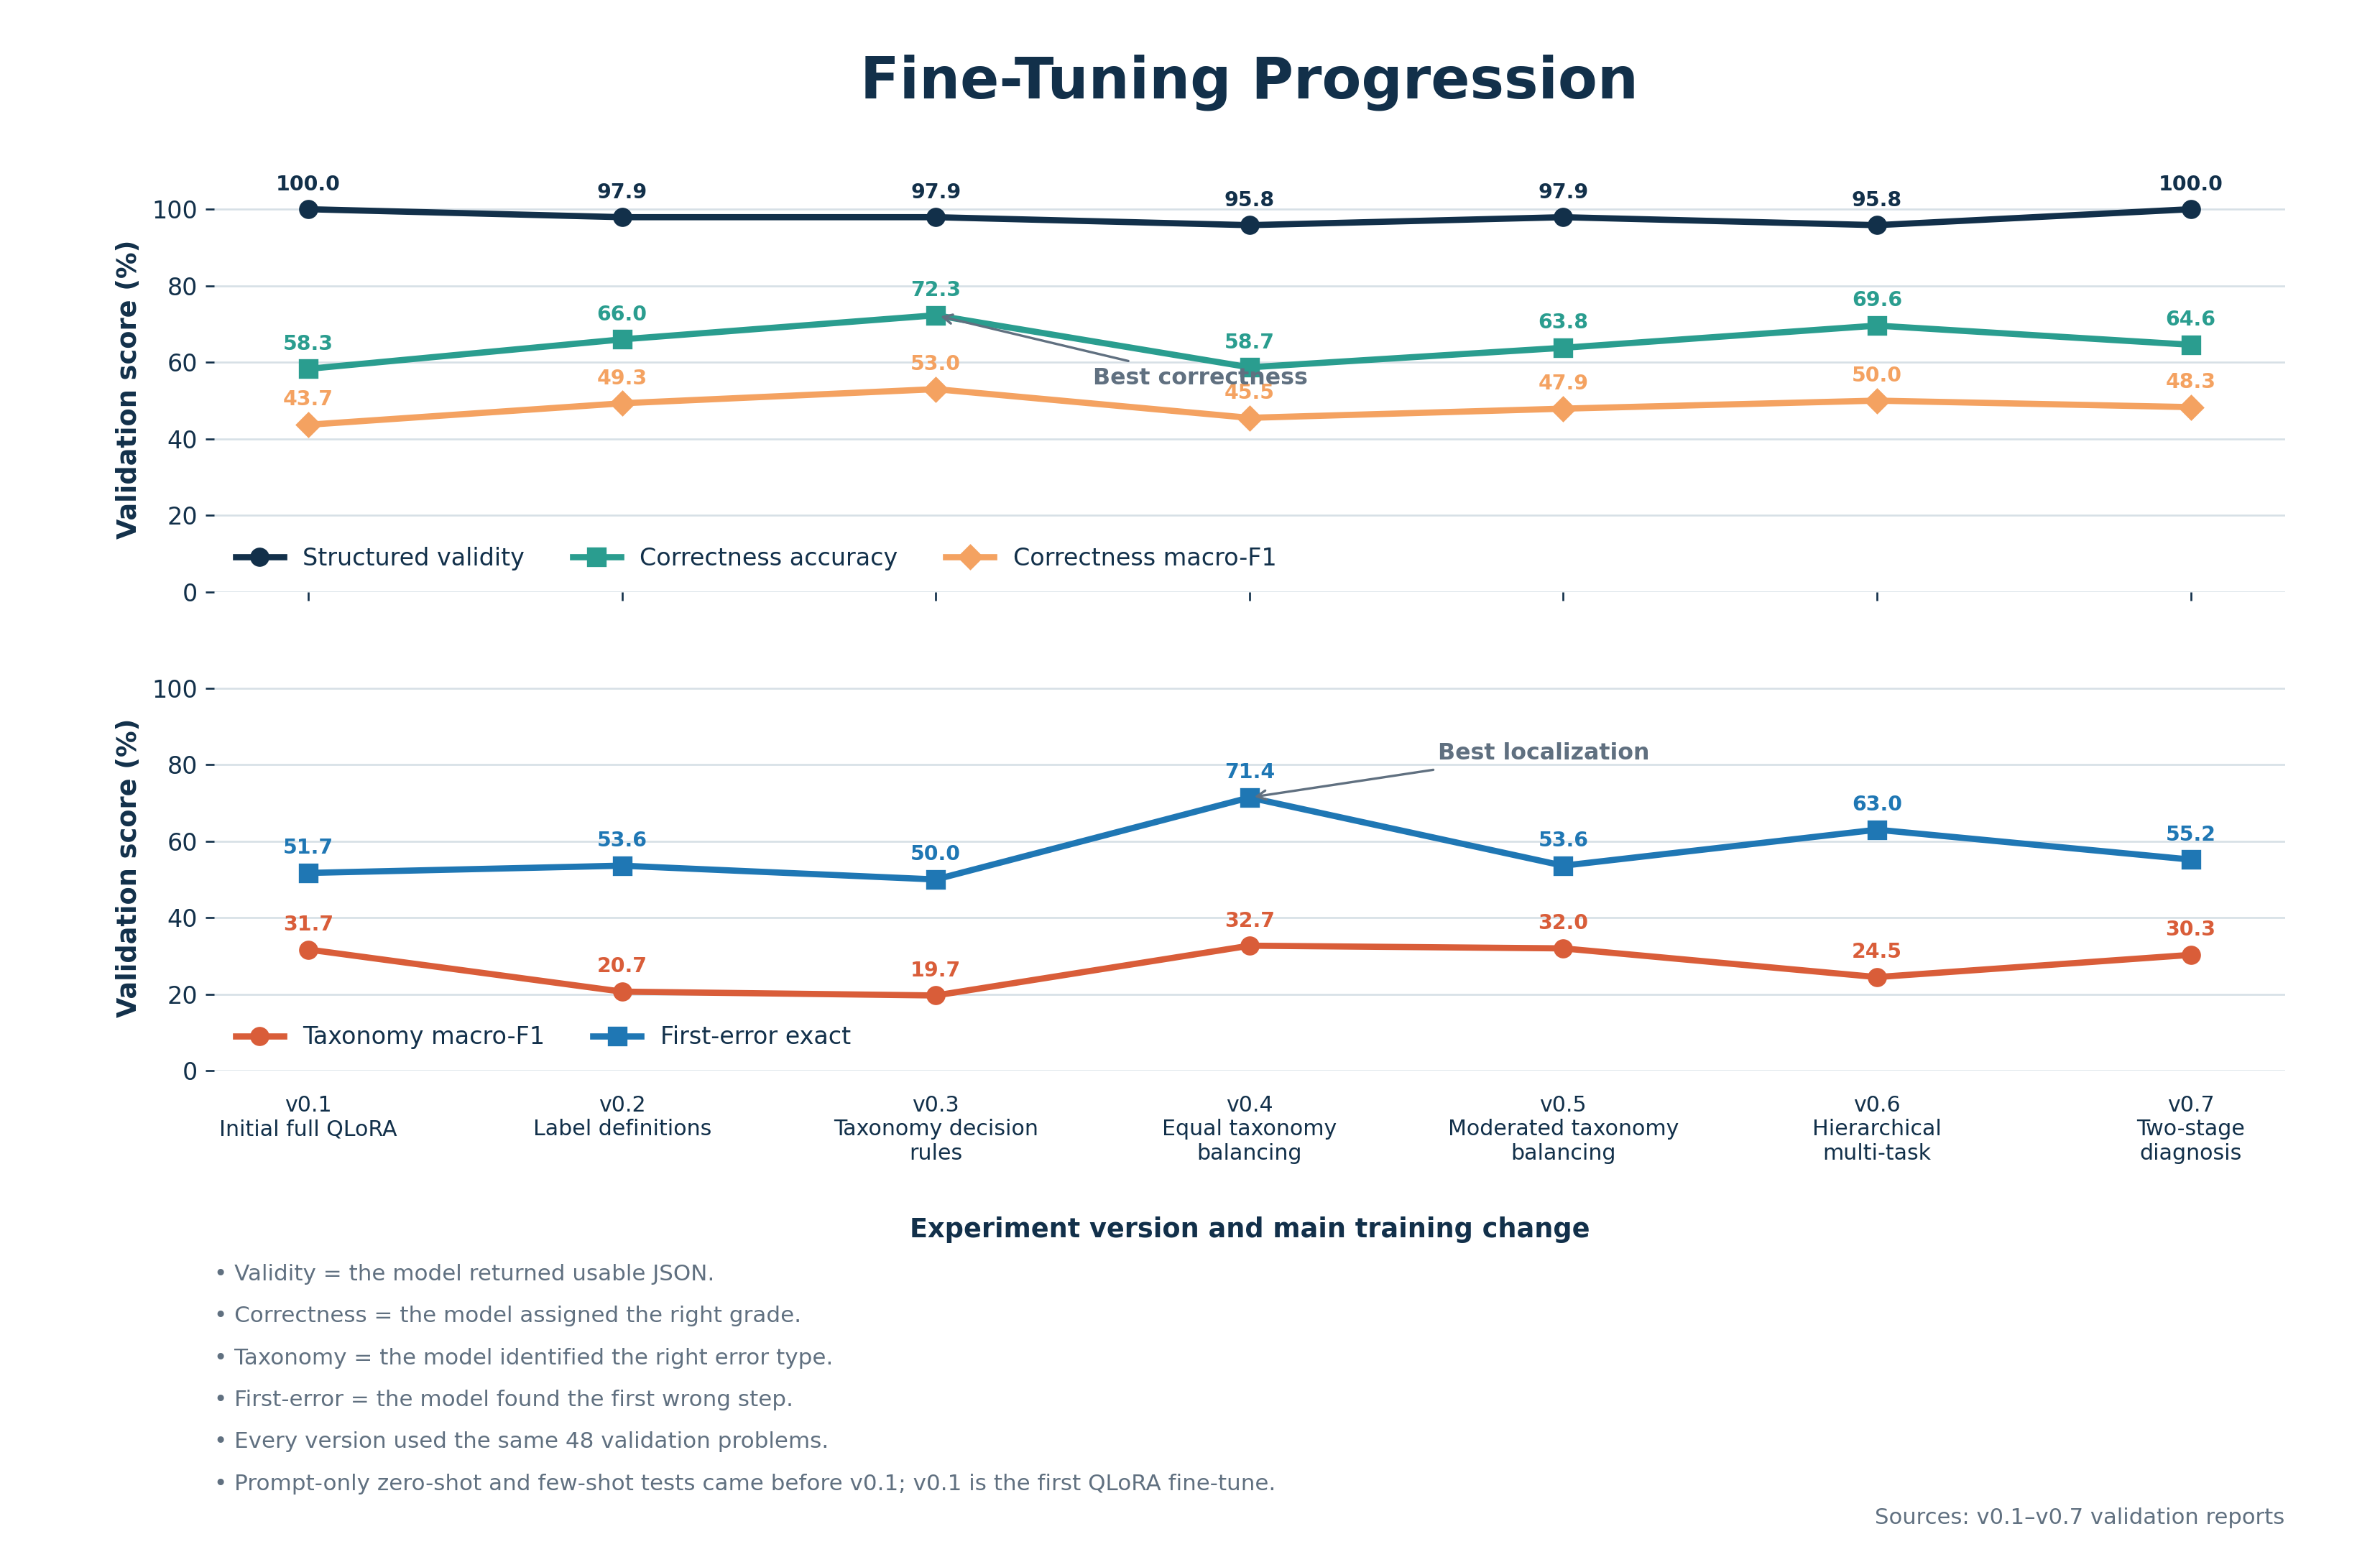 Fine-Tuning Progression
Validation score (%)
100
80
60
40
20
0
100.0
97.9
97.9
95.8
97.9
95.8
100.0
58.3
66.0
72.3
58.7
63.8
69.6
64.6
43.7
49.3
53.0
45.5
47.9
50.0
48.3
Best correctness
Structured validity
Correctness accuracy
Correctness macro-F1
Validation score (%)
100
80
60
40
20
0
Best localization
51.7
53.6
50.0
71.4
53.6
63.0
55.2
31.7
20.7
19.7
32.7
32.0
24.5
30.3
Taxonomy macro-F1
First-error exact
v0.1
Initial full QLoRA
v0.2
Label definitions
v0.3
Taxonomy decision
rules
v0.4
Equal taxonomy
balancing
v0.5
Moderated taxonomy
balancing
v0.6
Hierarchical
multi-task
v0.7
Two-stage
diagnosis
Experiment version and main training change
• Validity = the model returned usable JSON.
• Correctness = the model assigned the right grade.
• Taxonomy = the model identified the right error type.
• First-error = the model found the first wrong step.
• Every version used the same 48 validation problems.
• Prompt-only zero-shot and few-shot tests came before v0.1; v0.1 is the first QLoRA fine-tune.
Sources: v0.1–v0.7 validation reports